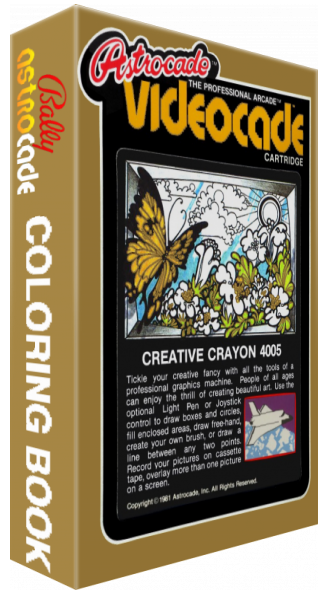 Bally
astrocade
COLORING BOOK
Astrocade™
THE PROFESSIONAL ARCADE™
VIDEOCADE™
CARTRIDGE
CREATIVE CRAYON 4005
Tickle your creative fancy with all the tools of a
professional graphics machine. People of all ages
can enjoy the thrill of creating beautiful art. Use the
optional Light Pen or Joystick
control to draw boxes and circles,
fill enclosed areas, draw free-hand,
create your own brush, or draw a
line between any two points.
Record your pictures on cassette
tape, overlay more than one picture
on a screen.
Copyright © 1981 Astrocade, Inc. All Rights Reserved.